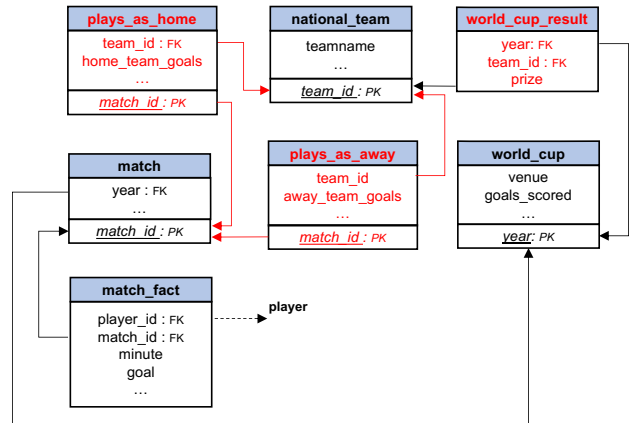 plays_as_home
team_id : FK
home_team_goals
...
match_id : PK
national_team
teamname
...
team_id : PK
world_cup_result
year: FK
team_id : FK
prize
match
year : FK
...
match_id : PK
plays_as_away
team_id
away_team_goals
...
match_id : PK
world_cup
venue
goals_scored
...
year: PK
match_fact
player_id : FK
match_id : FK
minute
goal
...
player